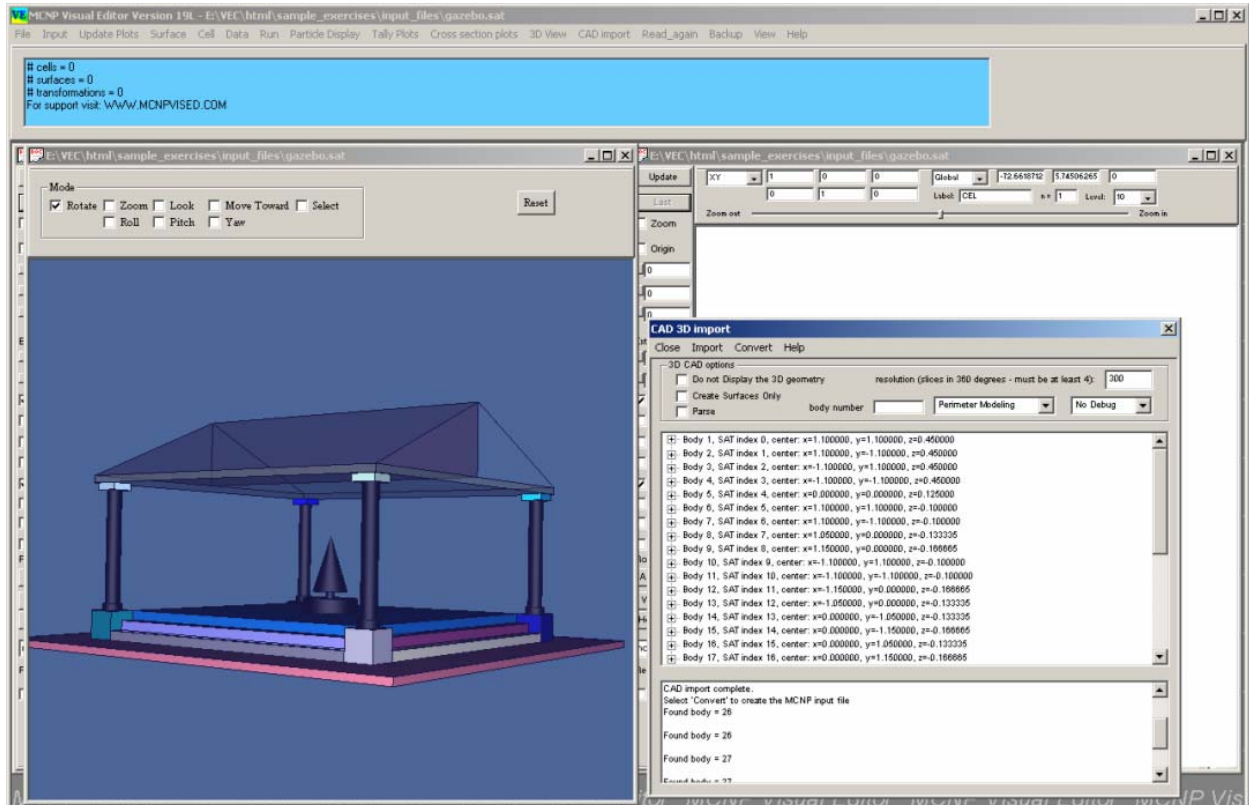 VE MCNP Visual Editor Version 19L - E:\VEC\html\sample_exercises\input_files\gazebo.sat
File Input Update Plots Surface Cell Data Run Particle Display Tally Plots Cross section plots 3D View CAD import Read_again Backup View Help
# cells = 0
# surfaces = 0
# transformations = 0
For support visit: WWW.MCNPVISED.COM
E:\VEC\html\sample_exercises\input_files\gazebo.sat
Mode
Rotate Zoom Look Move Toward Select
Roll Pitch Yaw
Reset
E:\VEC\html\sample_exercises\input_files\gazebo.sat
Update XY 1 0 0 Global -72.6618712 5.74506265 0
Last 0 1 0 Label: CEL n = 1 Level: 10
Zoom out Zoom in
Zoom
Origin
0
0
0
CAD 3D import
Close Import Convert Help
3D CAD options
Do not Display the 3D geometry resolution (slices in 360 degrees - must be at least 4): 300
Create Surfaces Only
Parse body number Perimeter Modeling No Debug
Body 1, SAT index 0, center: x=1.100000, y=1.100000, z=0.450000
Body 2, SAT index 1, center: x=1.100000, y=-1.100000, z=0.450000
Body 3, SAT index 2, center: x=-1.100000, y=1.100000, z=0.450000
Body 4, SAT index 3, center: x=-1.100000, y=-1.100000, z=0.450000
Body 5, SAT index 4, center: x=0.000000, y=0.000000, z=0.125000
Body 6, SAT index 5, center: x=1.100000, y=1.100000, z=-0.100000
Body 7, SAT index 6, center: x=1.100000, y=-1.100000, z=-0.100000
Body 8, SAT index 7, center: x=1.050000, y=0.000000, z=-0.133335
Body 9, SAT index 8, center: x=1.150000, y=0.000000, z=-0.166665
Body 10, SAT index 9, center: x=-1.100000, y=1.100000, z=-0.100000
Body 11, SAT index 10, center: x=-1.100000, y=-1.100000, z=-0.100000
Body 12, SAT index 11, center: x=-1.150000, y=0.000000, z=-0.166665
Body 13, SAT index 12, center: x=-1.050000, y=0.000000, z=-0.133335
Body 14, SAT index 13, center: x=0.000000, y=-1.050000, z=-0.133335
Body 15, SAT index 14, center: x=0.000000, y=-1.150000, z=-0.166665
Body 16, SAT index 15, center: x=0.000000, y=1.050000, z=-0.133335
Body 17, SAT index 16, center: x=0.000000, y=1.150000, z=-0.166665
CAD import complete.
Select 'Convert' to create the MCNP input file
Found body = 26
Found body = 26
Found body = 27
Found body = 27
MCNP Visual Editor